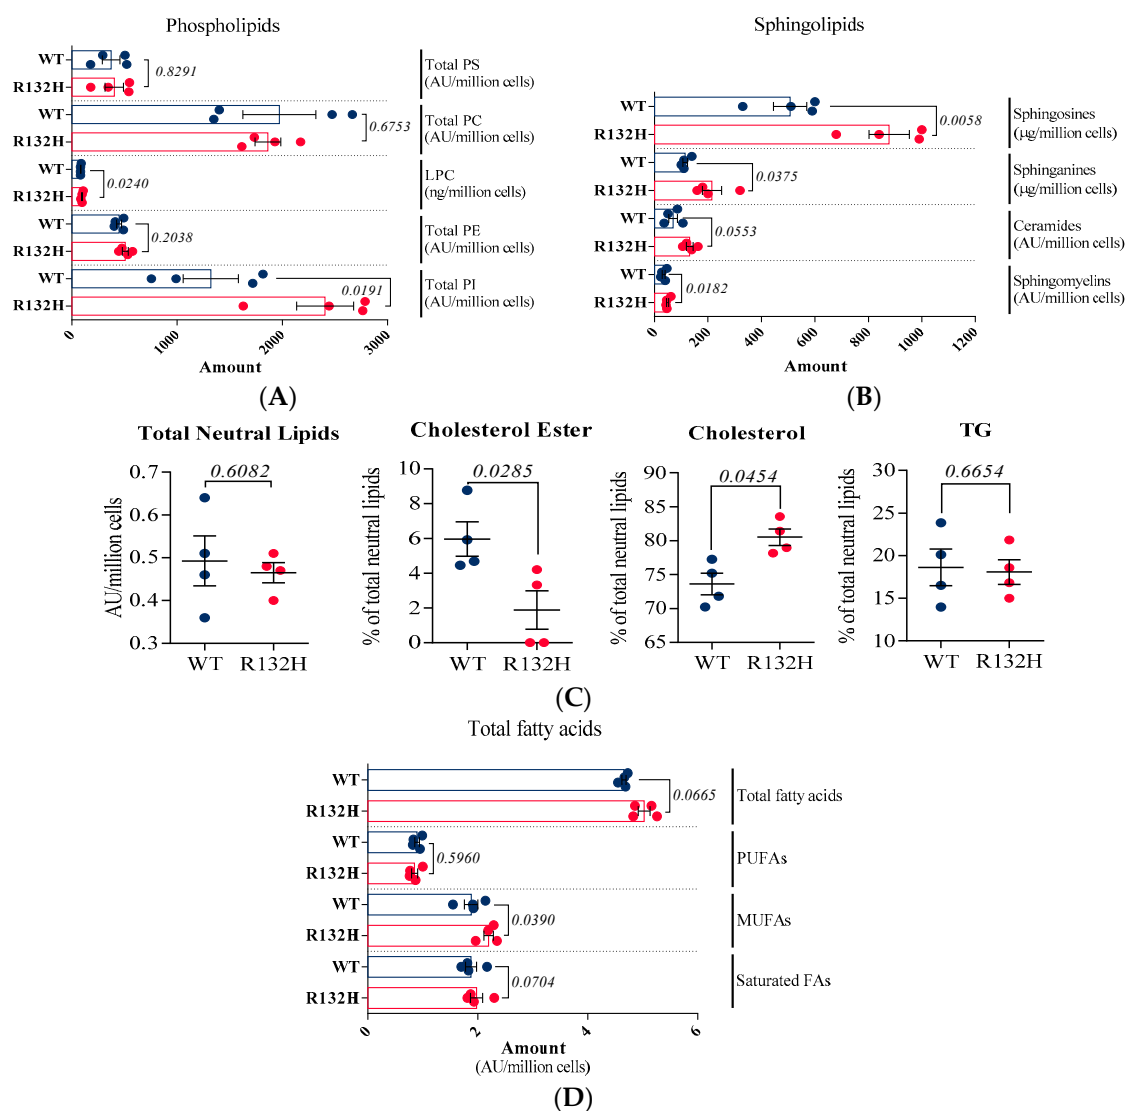 Phospholipids
WT
R132H
0.8291
Total PS
(AU/million cells)
WT
R132H
0.6753
Total PC
(AU/million cells)
WT
R132H
0.0240
LPC
(ng/million cells)
WT
R132H
0.2038
Total PE
(AU/million cells)
WT
R132H
0.0191
Total PI
(AU/million cells)
0
1000
2000
3000
Amount
(A)
Sphingolipids
WT
R132H
0.0058
Sphingosines
(µg/million cells)
WT
R132H
0.0375
Sphinganines
(µg/million cells)
WT
R132H
0.0553
Ceramides
(AU/million cells)
WT
R132H
0.0182
Sphingomyelins
(AU/million cells)
0
200
400
600
800
1000
1200
Amount
(B)
Total Neutral Lipids
0.6082
AU/million cells
0.7
0.6
0.5
0.4
0.3
WT R132H
Cholesterol Ester
0.0285
% of total neutral lipids
10
8
6
4
2
0
WT R132H
Cholesterol
0.0454
% of total neutral lipids
90
85
80
75
70
65
WT R132H
TG
0.6654
% of total neutral lipids
30
25
20
15
10
WT R132H
(C)
Total fatty acids
WT
R132H
0.0665
Total fatty acids
WT
R132H
0.5960
PUFAs
WT
R132H
0.0390
MUFAs
WT
R132H
0.0704
Saturated FAs
0
2
4
6
Amount
(AU/million cells)
(D)